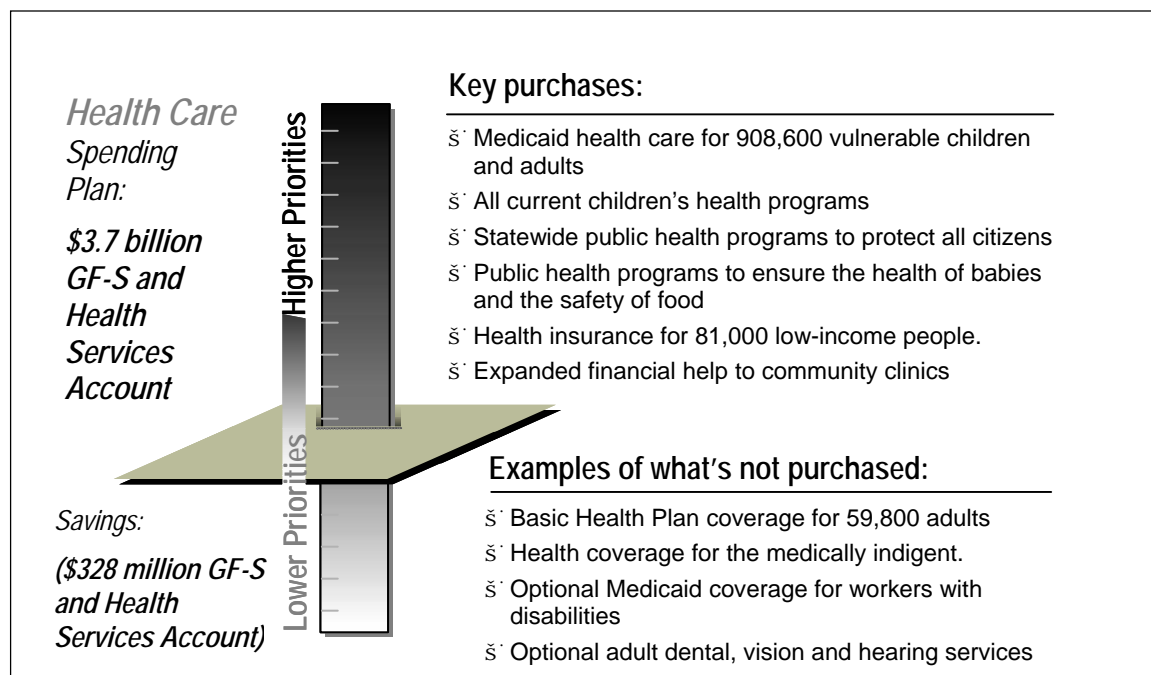 Health Care
Spending
Plan:
$3.7 billion
GF-S and
Health
Services
Account
Higher Priorities
Lower Priorities
Key purchases:
š˙ Medicaid health care for 908,600 vulnerable children
and adults
š˙ All current children's health programs
š˙ Statewide public health programs to protect all citizens
š˙ Public health programs to ensure the health of babies
and the safety of food
š˙ Health insurance for 81,000 low-income people.
š˙ Expanded financial help to community clinics
Savings:
($328 million GF-S
and Health
Services Account)
Examples of what's not purchased:
š˙ Basic Health Plan coverage for 59,800 adults
š˙ Health coverage for the medically indigent.
š˙ Optional Medicaid coverage for workers with
disabilities
š˙ Optional adult dental, vision and hearing services